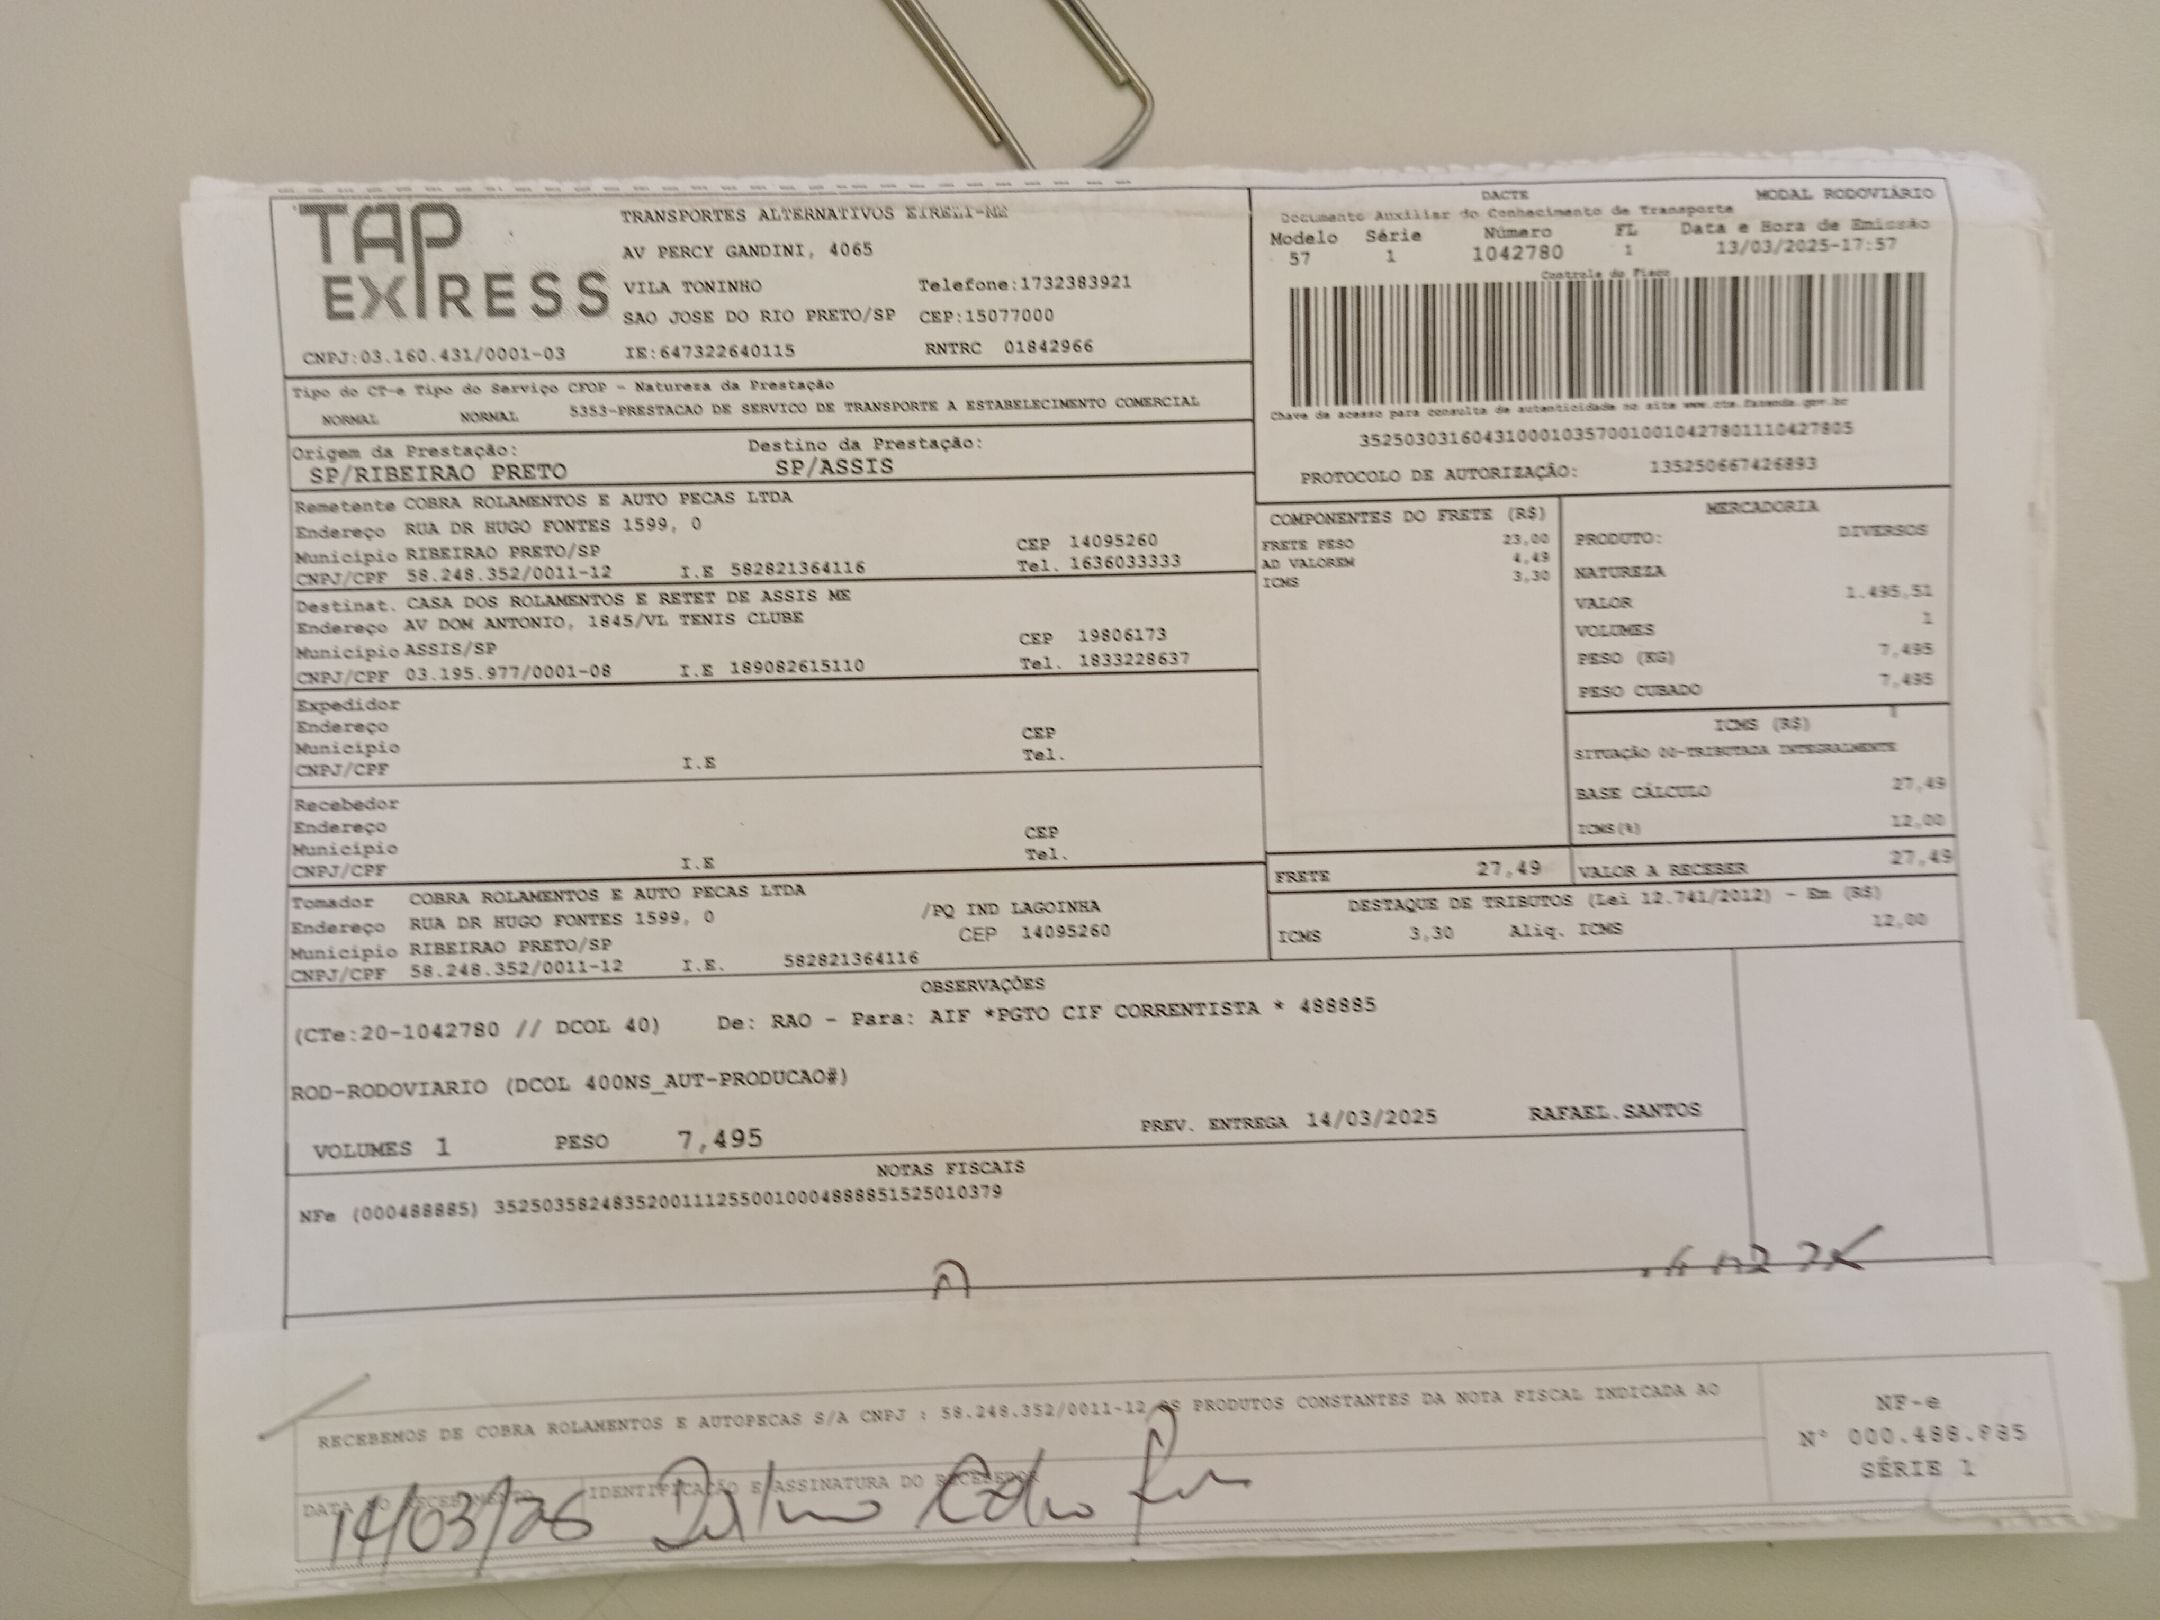 TAP EXPRESS
TRANSPORTES ALTERNATIVOS EIRELI-ME
AV PERCY GANDINI, 4065
VILA TONINHO Telefone:1732383921
SAO JOSE DO RIO PRETO/SP CEP:15077000
CNPJ:03.160.431/0001-03 IE:647322640115 RNTRC 01842966
DACTE MODAL RODOVIÁRIO
Documento Auxiliar do Conhecimento de Transporte
Modelo Série Número FL Data e Hora de Emissão
57 1 1042780 1 13/03/2025-17:57
Controle do Fisco
Chave de acesso para consulta de autenticidade no site www.cte.fazenda.gov.br
35250303160431000103570010010427801110427805
PROTOCOLO DE AUTORIZAÇÃO: 135250667426893
Tipo do CT-e Tipo do Serviço CFOP - Natureza da Prestação
NORMAL NORMAL 5353-PRESTACAO DE SERVICO DE TRANSPORTE A ESTABELECIMENTO COMERCIAL
Origem da Prestação: Destino da Prestação:
SP/RIBEIRAO PRETO SP/ASSIS
Remetente COBRA ROLAMENTOS E AUTO PECAS LTDA
Endereço RUA DR HUGO FONTES 1599, 0
Município RIBEIRAO PRETO/SP CEP 14095260
CNPJ/CPF 58.248.352/0011-12 I.E 582821364116 Tel. 1636033333
Destinat. CASA DOS ROLAMENTOS E RETET DE ASSIS ME
Endereço AV DOM ANTONIO, 1845/VL TENIS CLUBE
Município ASSIS/SP CEP 19806173
CNPJ/CPF 03.195.977/0001-08 I.E 189082615110 Tel. 1833228637
Expedidor
Endereço
Município CEP
CNPJ/CPF I.E Tel.
Recebedor
Endereço
Município CEP
CNPJ/CPF I.E Tel.
Tomador COBRA ROLAMENTOS E AUTO PECAS LTDA
Endereço RUA DR HUGO FONTES 1599, 0 /PQ IND LAGOINHA
Município RIBEIRAO PRETO/SP CEP 14095260
CNPJ/CPF 58.248.352/0011-12 I.E. 582821364116
COMPONENTES DO FRETE (R$)
FRETE PESO 23,00
AD VALOREM 4,49
ICMS 3,30
MERCADORIA
PRODUTO: DIVERSOS
NATUREZA
VALOR 1.495,51
VOLUMES 1
PESO (KG) 7,495
PESO CUBADO 7,495
ICMS (R$)
SITUAÇÃO 00-TRIBUTADA INTEGRALMENTE
BASE CÁLCULO 27,49
ICMS(%) 12,00
FRETE 27,49 VALOR A RECEBER 27,49
DESTAQUE DE TRIBUTOS (Lei 12.741/2012) - Em (R$)
ICMS 3,30 Aliq. ICMS 12,00
OBSERVAÇÕES
(CTe:20-1042780 // DCOL 40) De: RAO - Para: AIF *PGTO CIF CORRENTISTA * 488885
ROD-RODOVIARIO (DCOL 400NS_AUT-PRODUCAO#)
VOLUMES 1 PESO 7,495 PREV. ENTREGA 14/03/2025 RAFAEL.SANTOS
NOTAS FISCAIS
NFe (000488885) 35250358248352001112550010004888851525010379
RECEBEMOS DE COBRA ROLAMENTOS E AUTOPECAS S/A CNPJ : 58.248.352/0011-12 OS PRODUTOS CONSTANTES DA NOTA FISCAL INDICADA AO
DATA DO RECEBIMENTO IDENTIFICAÇÃO E ASSINATURA DO RECEBEDOR
14/03/25
NF-e
N° 000.488.885
SÉRIE 1